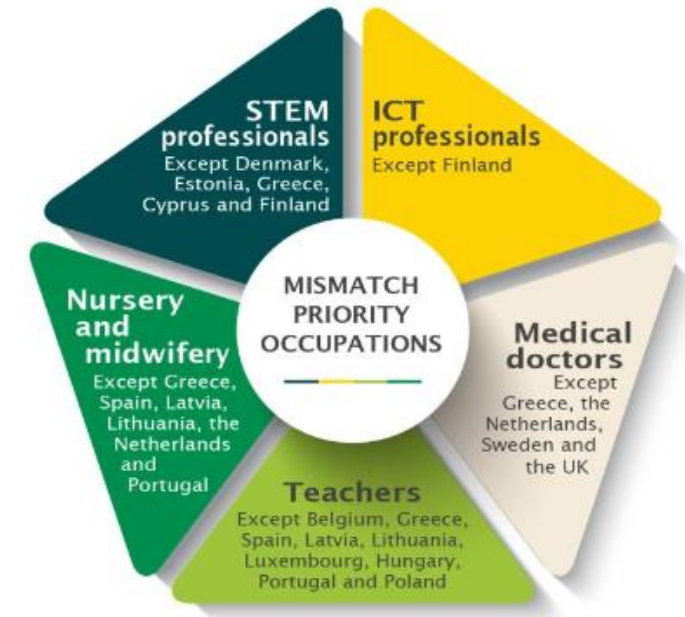 STEM
professionals
Except Denmark,
Estonia, Greece,
Cyprus and Finland
ICT
professionals
Except Finland
MISMATCH
PRIORITY
OCCUPATIONS
Nursery
and
midwifery
Except Greece,
Spain, Latvia,
Lithuania, the
Netherlands
and
Portugal
Medical
doctors
Except
Greece, the
Netherlands,
Sweden and
the UK
Teachers
Except Belgium, Greece,
Spain, Latvia, Lithuania,
Luxembourg, Hungary,
Portugal and Poland